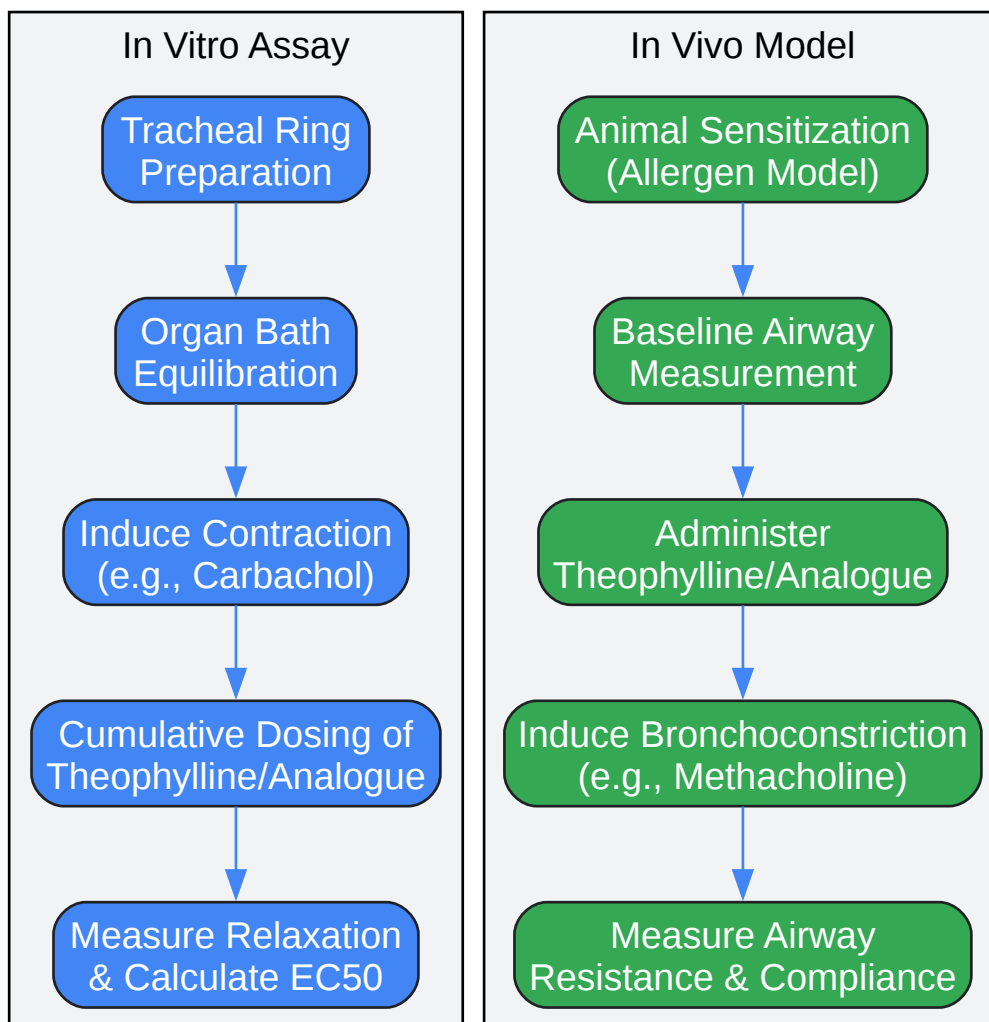 In Vitro Assay
Tracheal Ring
Preparation
Organ Bath
Equilibration
Induce Contraction
(e.g., Carbachol)
Cumulative Dosing of
Theophylline/Analogue
Measure Relaxation
& Calculate EC50
In Vivo Model
Animal Sensitization
(Allergen Model)
Baseline Airway
Measurement
Administer
Theophylline/Analogue
Induce Bronchoconstriction
(e.g., Methacholine)
Measure Airway
Resistance & Compliance